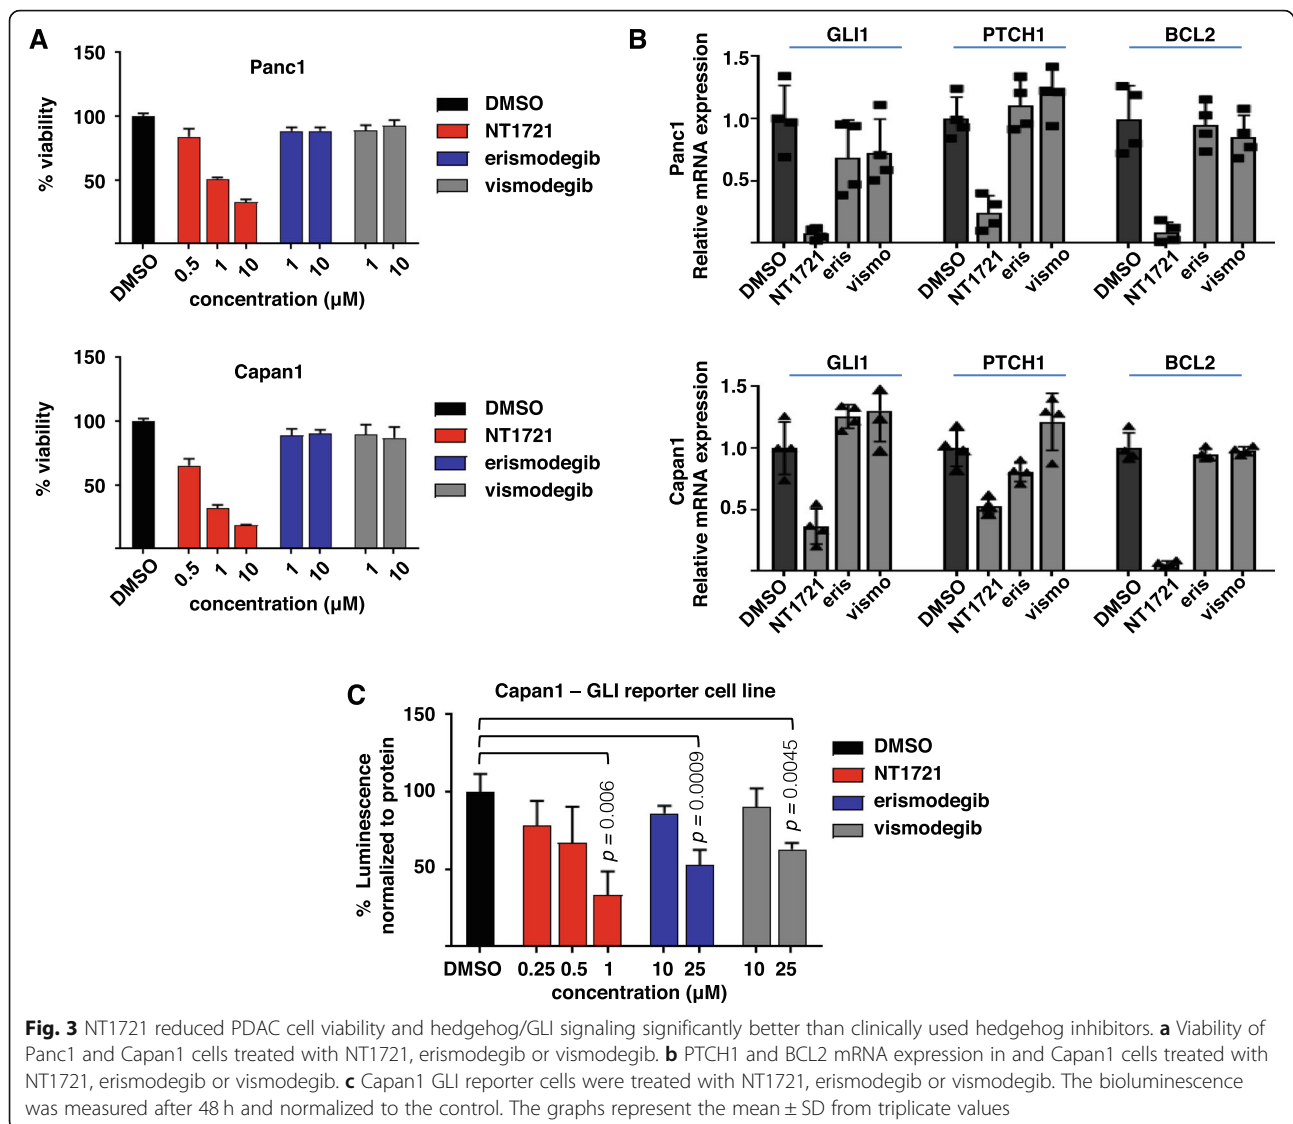 A
150
100
50
% viability
Panc1
DMSO
NT1721
erismodegib
vismodegib
DMSO
0.5
1
10
1
10
1
10
concentration (µM)
150
100
50
% viability
Capan1
DMSO
NT1721
erismodegib
vismodegib
DMSO
0.5
1
10
1
10
1
10
concentration (µM)
B
GLI1
PTCH1
BCL2
1.5
1.0
0.5
Panc1
Relative mRNA expression
DMSO
NT1721
eris
vismo
DMSO
NT1721
eris
vismo
DMSO
NT1721
eris
vismo
GLI1
PTCH1
BCL2
1.5
1.0
0.5
Capan1
Relative mRNA expression
DMSO
NT1721
eris
vismo
DMSO
NT1721
eris
vismo
DMSO
NT1721
eris
vismo
C
Capan1 – GLI reporter cell line
150
100
50
% Luminescence
normalized to protein
p = 0.006
p = 0.0009
p = 0.0045
DMSO
NT1721
erismodegib
vismodegib
DMSO 0.25 0.5 1 10 25 10 25
concentration (µM)
Fig. 3 NT1721 reduced PDAC cell viability and hedgehog/GLI signaling significantly better than clinically used hedgehog inhibitors. a Viability of
Panc1 and Capan1 cells treated with NT1721, erismodegib or vismodegib. b PTCH1 and BCL2 mRNA expression in and Capan1 cells treated with
NT1721, erismodegib or vismodegib. c Capan1 GLI reporter cells were treated with NT1721, erismodegib or vismodegib. The bioluminescence
was measured after 48 h and normalized to the control. The graphs represent the mean ± SD from triplicate values